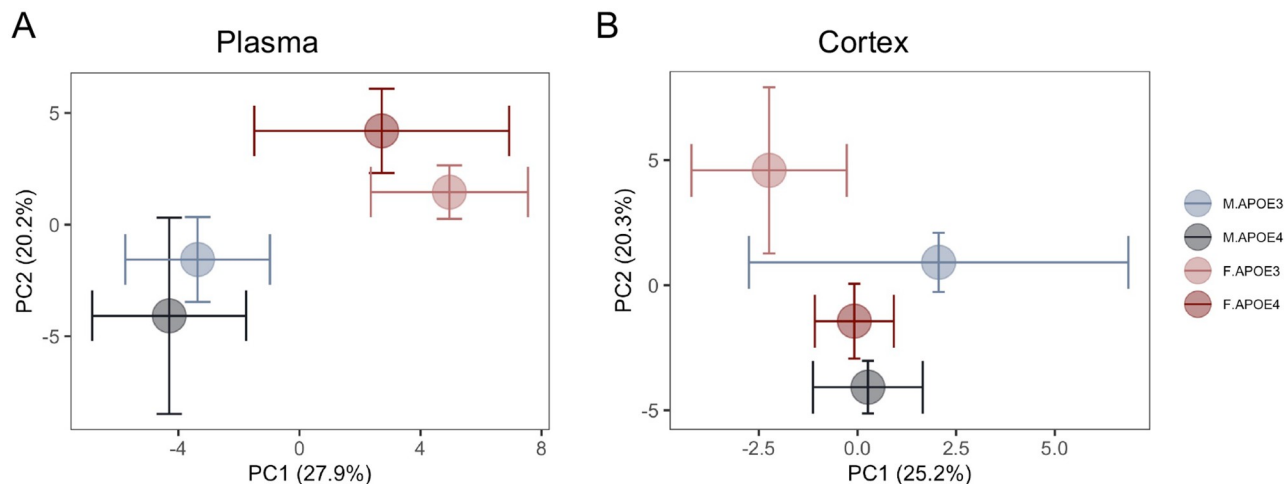 A
Plasma
PC2 (20.2%)
5
0
-5
-4
0
4
8
PC1 (27.9%)
B
Cortex
PC2 (20.3%)
5
0
-5
-2.5
0.0
2.5
5.0
PC1 (25.2%)
M.APOE3
M.APOE4
F.APOE3
F.APOE4